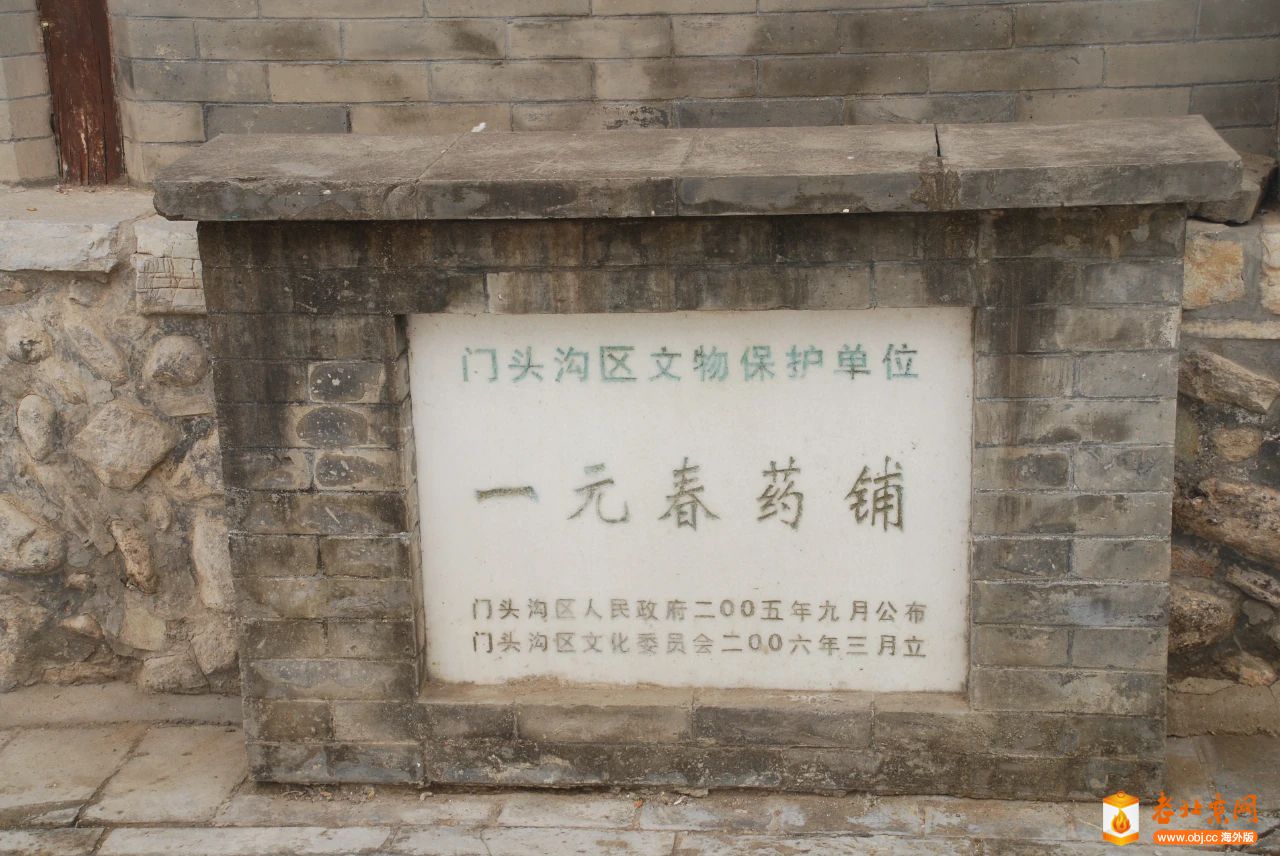 门头沟区文物保护单位
一元春药铺
门头沟区人民政府二00五年九月公布
门头沟区文化委员会二00六年三月立
老北京网
www.obj.cc 海外版